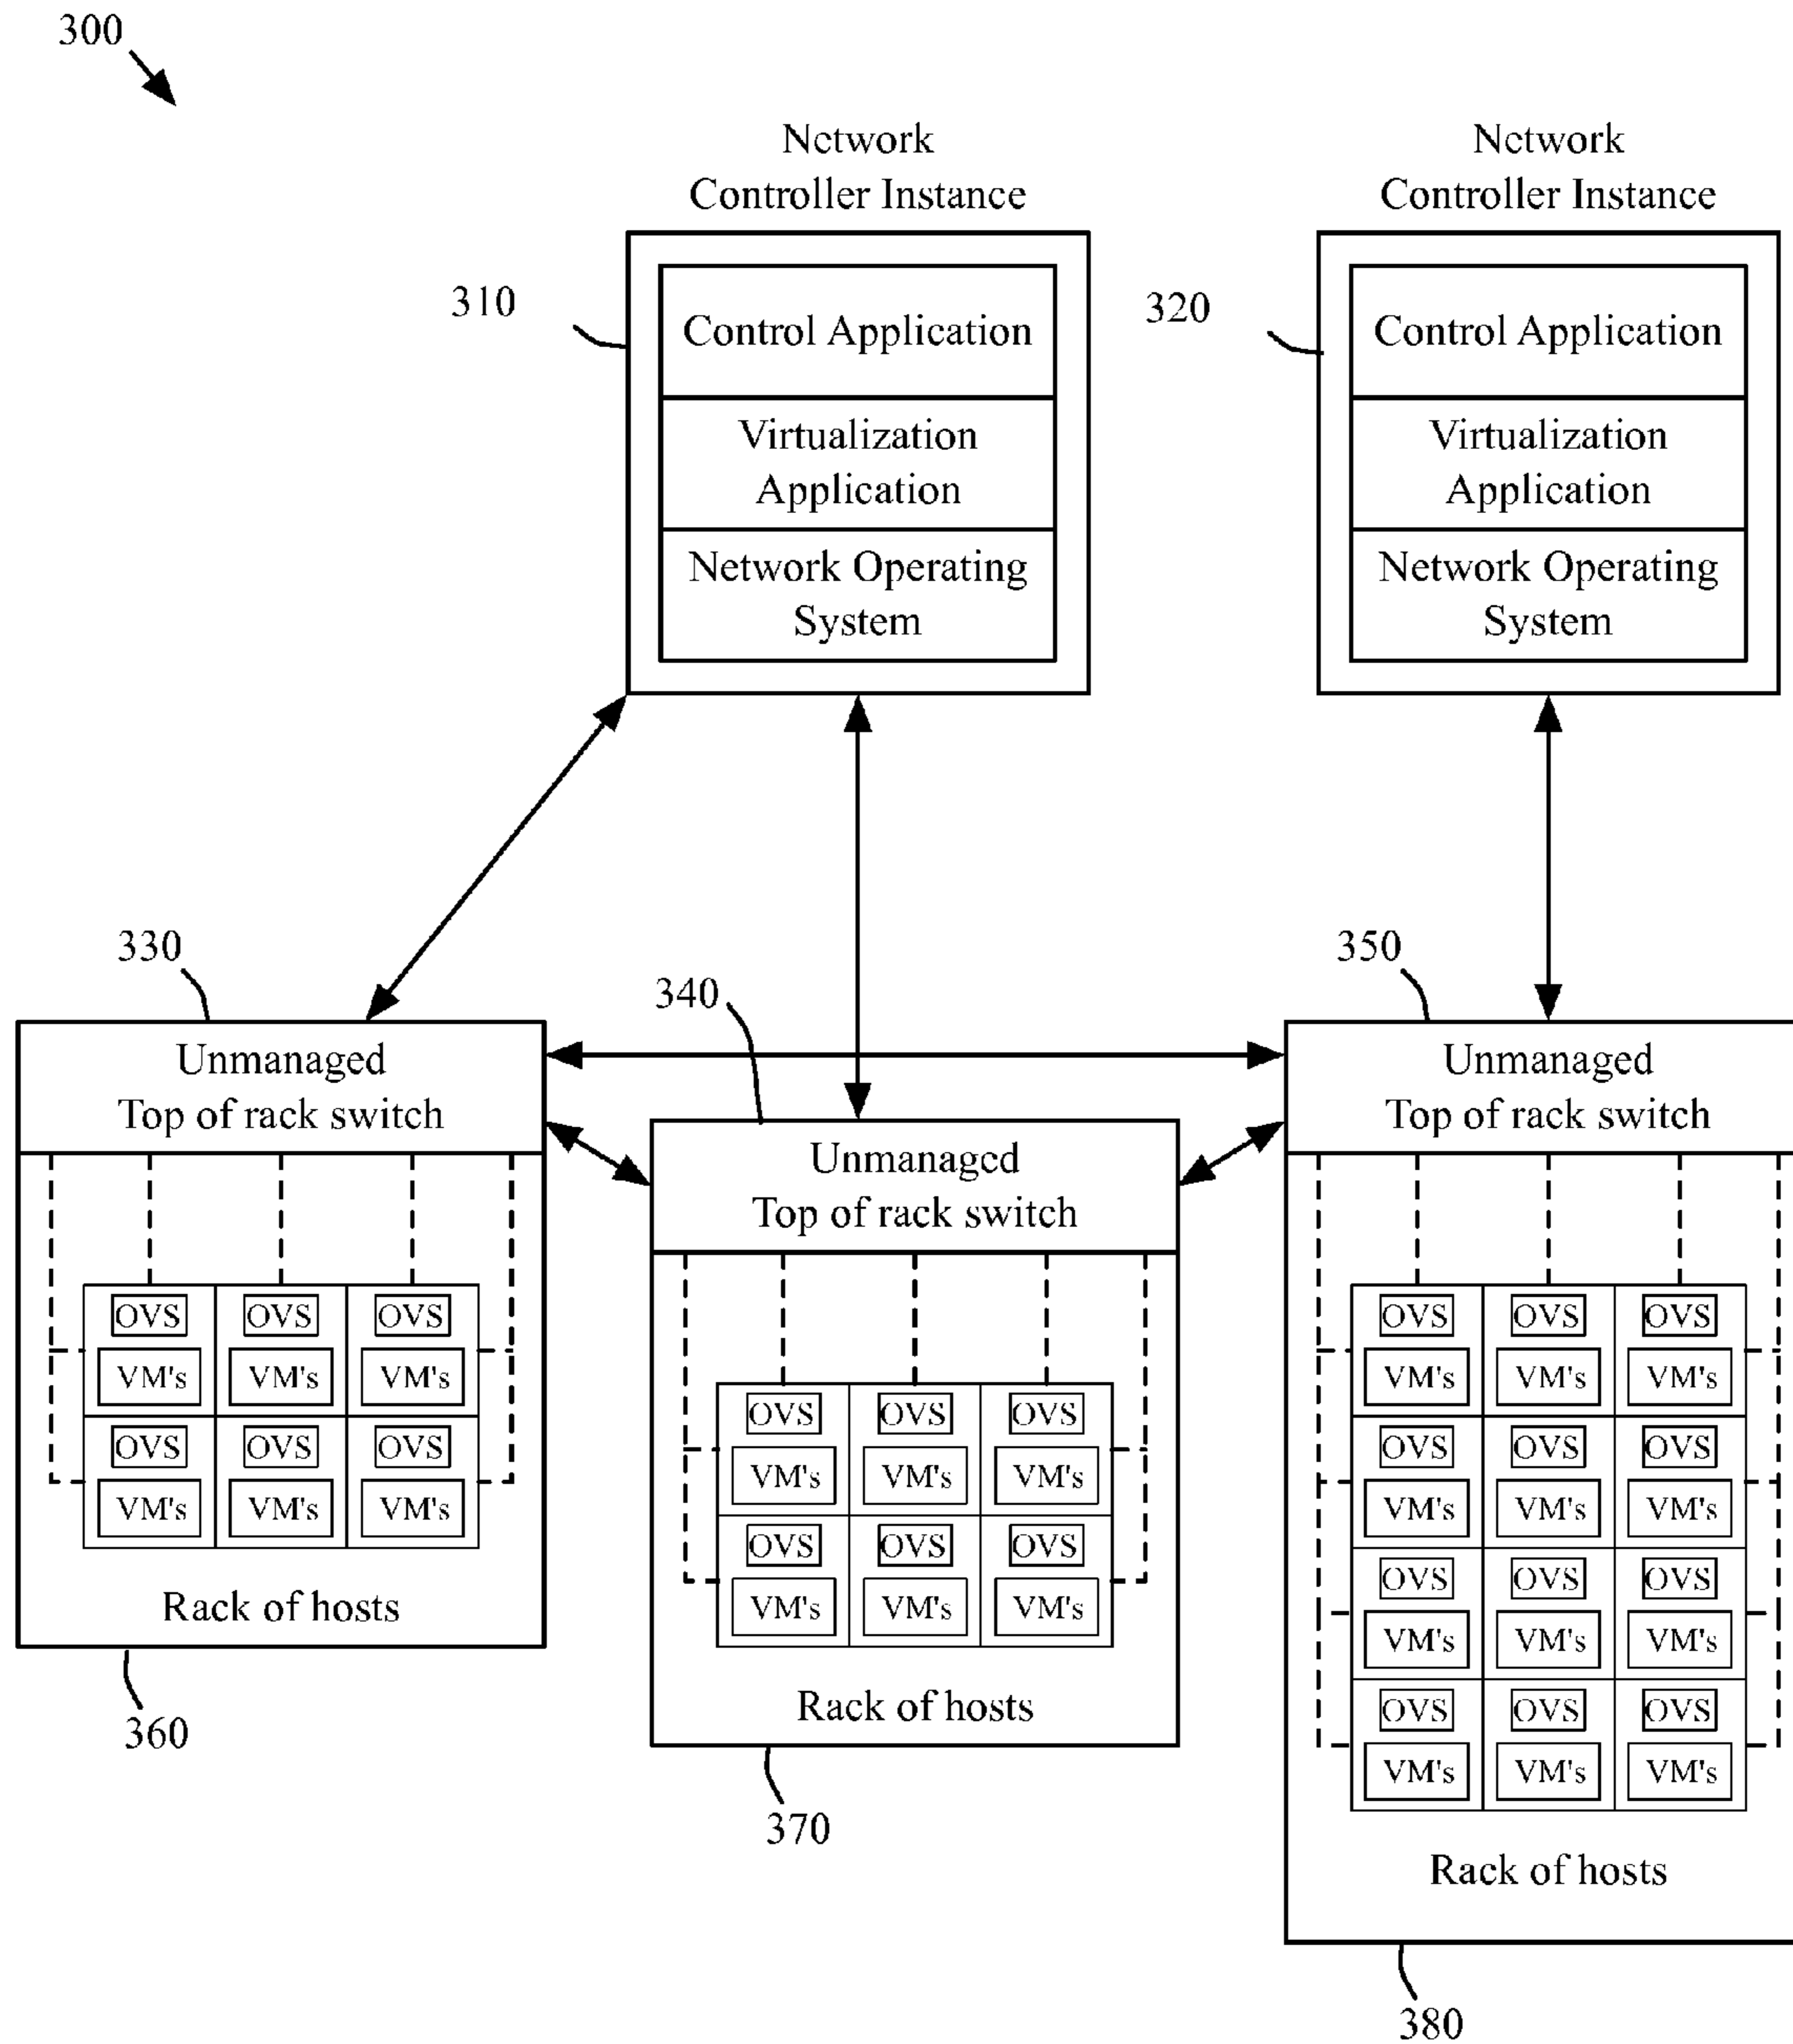 300
Network
Controller Instance
Network
Controller Instance
310
Control Application
Virtualization
Application
Network Operating
System
320
Control Application
Virtualization
Application
Network Operating
System
330
340
350
Unmanaged
Top of rack switch
Unmanaged
Top of rack switch
Unmanaged
Top of rack switch
OVS OVS OVS
VM's VM's VM's
OVS OVS OVS
VM's VM's VM's
Rack of hosts
360
OVS OVS OVS
VM's VM's VM's
OVS OVS OVS
VM's VM's VM's
Rack of hosts
370
OVS OVS OVS
VM's VM's VM's
OVS OVS OVS
VM's VM's VM's
OVS OVS OVS
VM's VM's VM's
OVS OVS OVS
VM's VM's VM's
Rack of hosts
380